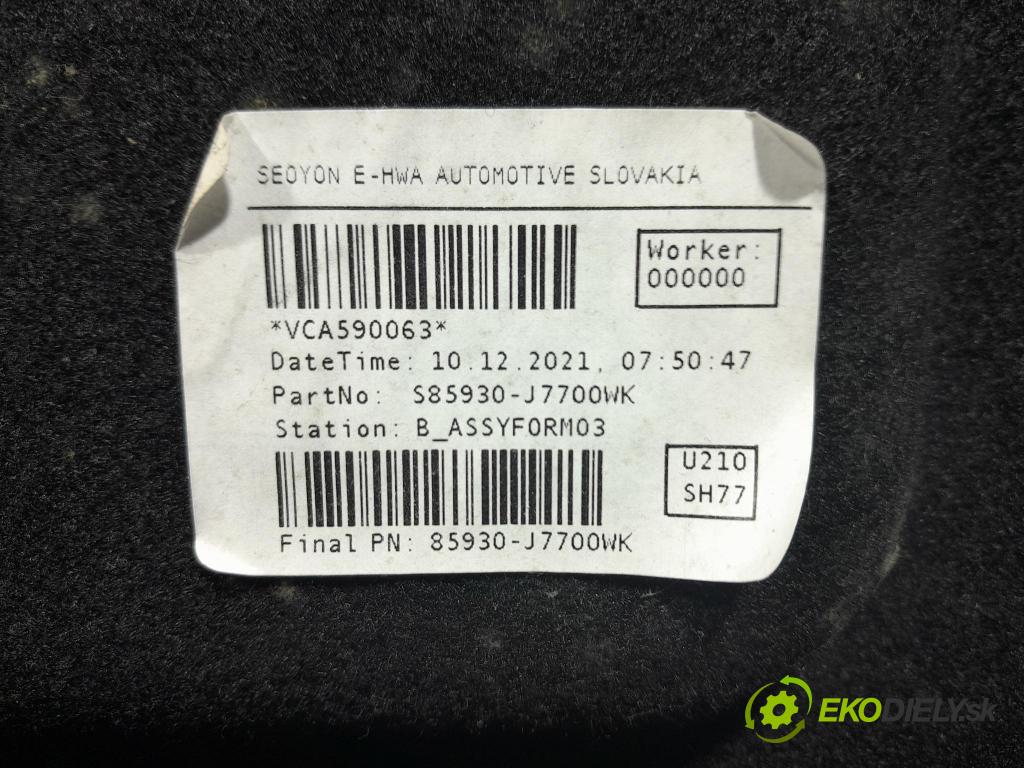 SEOYON E-HWA AUTOMOTIVE SLOVAKIA
Worker:
000000
*VCA590063*
DateTime: 10.12.2021, 07:50:47
PartNo: S85930-J7700WK
Station: B_ASSYFORM03
U210
SH77
Final PN: 85930-J7700WK
EKODIELY.sk